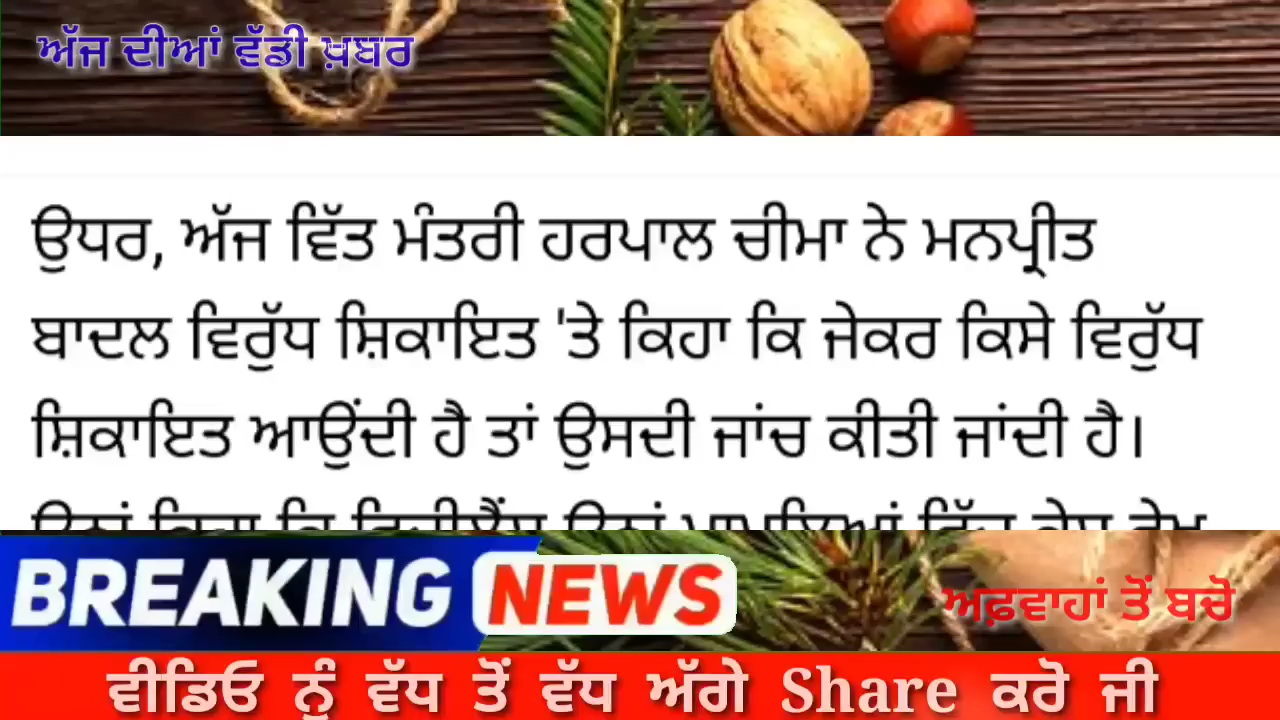 ਅੱਜ ਦੀਆਂ ਵੱਡੀ ਖ਼ਬਰ
ਉਧਰ, ਅੱਜ ਵਿੱਤ ਮੰਤਰੀ ਹਰਪਾਲ ਚੀਮਾ ਨੇ ਮਨਪ੍ਰੀਤ
ਬਾਦਲ ਵਿਰੁੱਧ ਸ਼ਿਕਾਇਤ 'ਤੇ ਕਿਹਾ ਕਿ ਜੇਕਰ ਕਿਸੇ ਵਿਰੁੱਧ
ਸ਼ਿਕਾਇਤ ਆਉਂਦੀ ਹੈ ਤਾਂ ਉਸਦੀ ਜਾਂਚ ਕੀਤੀ ਜਾਂਦੀ ਹੈ।
BREAKING NEWS
ਅਫ਼ਵਾਹਾਂ ਤੋਂ ਬਚੋ
ਵੀਡਿਓ ਨੂੰ ਵੱਧ ਤੋਂ ਵੱਧ ਅੱਗੇ Share ਕਰੋ ਜੀ